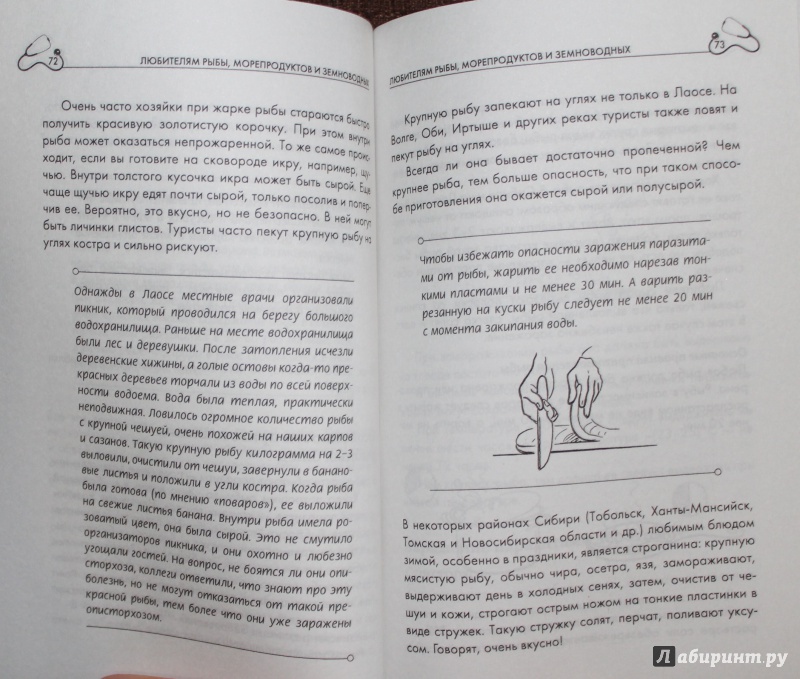 72
ЛЮБИТЕЛЯМ РЫБЫ, МОРЕПРОДУКТОВ И ЗЕМНОВОДНЫХ
Очень часто хозяйки при жарке рыбы стараются быстро
получить красивую золотистую корочку. При этом внутри
рыба может оказаться непрожаренной. То же самое проис-
ходит, если вы готовите на сковороде икру, например, щу-
чью. Внутри толстого кусочка икра может быть сырой. Еще
чаще щучью икру едят почти сырой, только посолив и попер-
чив ее. Вероятно, это вкусно, но не безопасно. В ней могут
быть личинки глистов. Туристы часто пекут крупную рыбу на
углях костра и сильно рискуют.
Однажды в Лаосе местные врачи организовали
пикник, который проводился на берегу большого
водохранилища. Раньше на месте водохранилища
были лес и деревушки. После затопления исчезли
деревенские хижины, а голые остовы когда-то пре-
красных деревьев торчали из воды по всей поверх-
ности водоема. Вода была теплая, практически
неподвижная. Ловилось огромное количество рыбы
с крупной чешуей, очень похожей на наших карпов
и сазанов. Такую крупную рыбу килограмма на 2–3
выловили, очистили от чешуи, завернули в банано-
вые листья и положили в угли костра. Когда рыба
была готова (по мнению «поваров»), ее выложили
на свежие листья банана. Внутри рыба имела ро-
зоватый цвет, она была сырой. Это не смутило
организаторов пикника, и они охотно и любезно
угощали гостей. На вопрос, не боятся ли они опи-
сторхоза, коллеги ответили, что знают про эту
болезнь, но не могут отказаться от такой пре-
красной рыбы, тем более что они уже заражены
описторхозом.
ЛЮБИТЕЛЯМ РЫБЫ, МОРЕПРОДУКТОВ И ЗЕМНОВОДНЫХ
73
Крупную рыбу запекают на углях не только в Лаосе. На
Волге, Оби, Иртыше и других реках туристы также ловят и
пекут рыбу на углях.
Всегда ли она бывает достаточно пропеченной? Чем
крупнее рыба, тем больше опасность, что при таком спосо-
бе приготовления она окажется сырой или полусырой.
Чтобы избежать опасности заражения паразита-
ми от рыбы, жарить ее необходимо нарезав тон-
кими пластами и не менее 30 мин. А варить раз-
резанную на куски рыбу следует не менее 20 мин
с момента закипания воды.
В некоторых районах Сибири (Тобольск, Ханты-Мансийск,
Томская и Новосибирская области и др.) любимым блюдом
зимой, особенно в праздники, является строганина: крупную
мясистую рыбу, обычно чира, осетра, язя, замораживают,
выдерживают день в холодных сенях, затем, очистив от че-
шуи и кожи, строгают острым ножом на тонкие пластинки в
виде стружек. Такую стружку солят, перчат, поливают уксу-
сом. Говорят, очень вкусно!
Лабиринт.ру